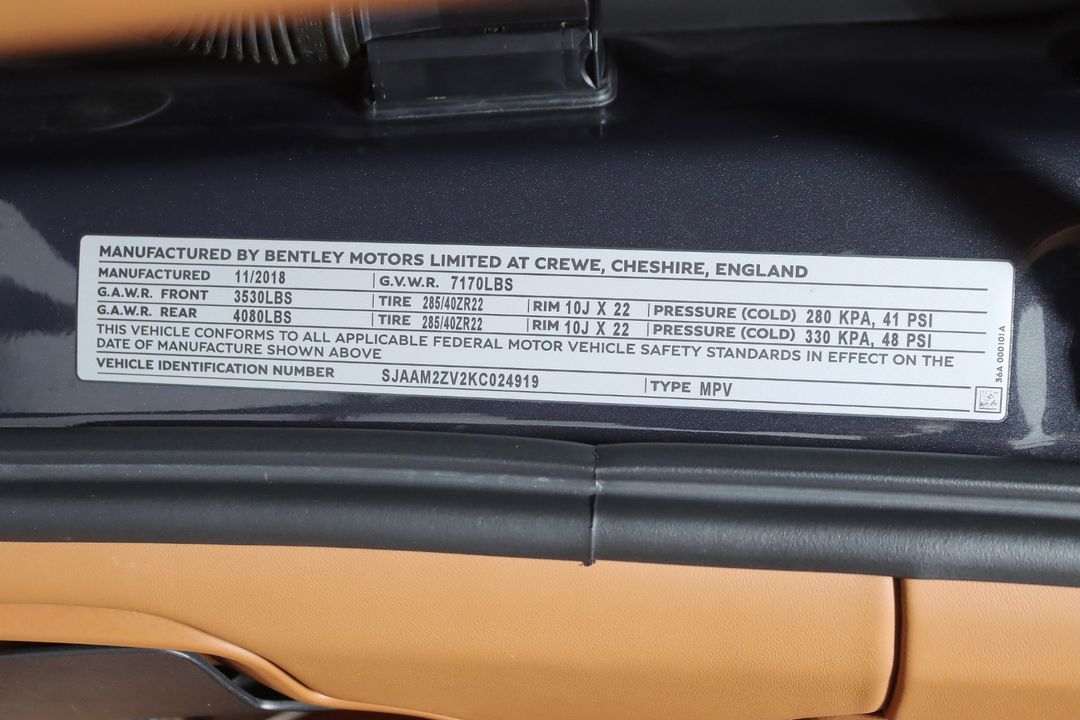 MANUFACTURED BY BENTLEY MOTORS LIMITED AT CREWE, CHESHIRE, ENGLAND
MANUFACTURED 11/2018 G.V.W.R. 7170LBS
G.A.W.R. FRONT 3530LBS TIRE 285/40ZR22 RIM 10J X 22 PRESSURE (COLD) 280 KPA, 41 PSI
G.A.W.R. REAR 4080LBS TIRE 285/40ZR22 RIM 10J X 22 PRESSURE (COLD) 330 KPA, 48 PSI
THIS VEHICLE CONFORMS TO ALL APPLICABLE FEDERAL MOTOR VEHICLE SAFETY STANDARDS IN EFFECT ON THE
DATE OF MANUFACTURE SHOWN ABOVE
VEHICLE IDENTIFICATION NUMBER SJAAM2ZV2KC024919 TYPE MPV
36A 000101A